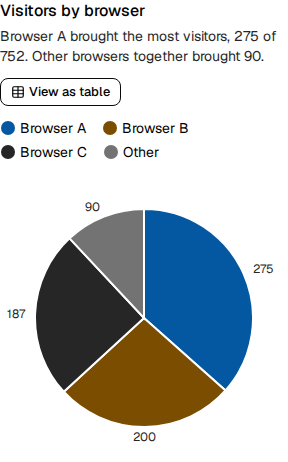 Visitors by browser
Browser A brought the most visitors, 275 of
752. Other browsers together brought 90.
View as table
Browser A
Browser B
Browser C
Other
90
275
187
200